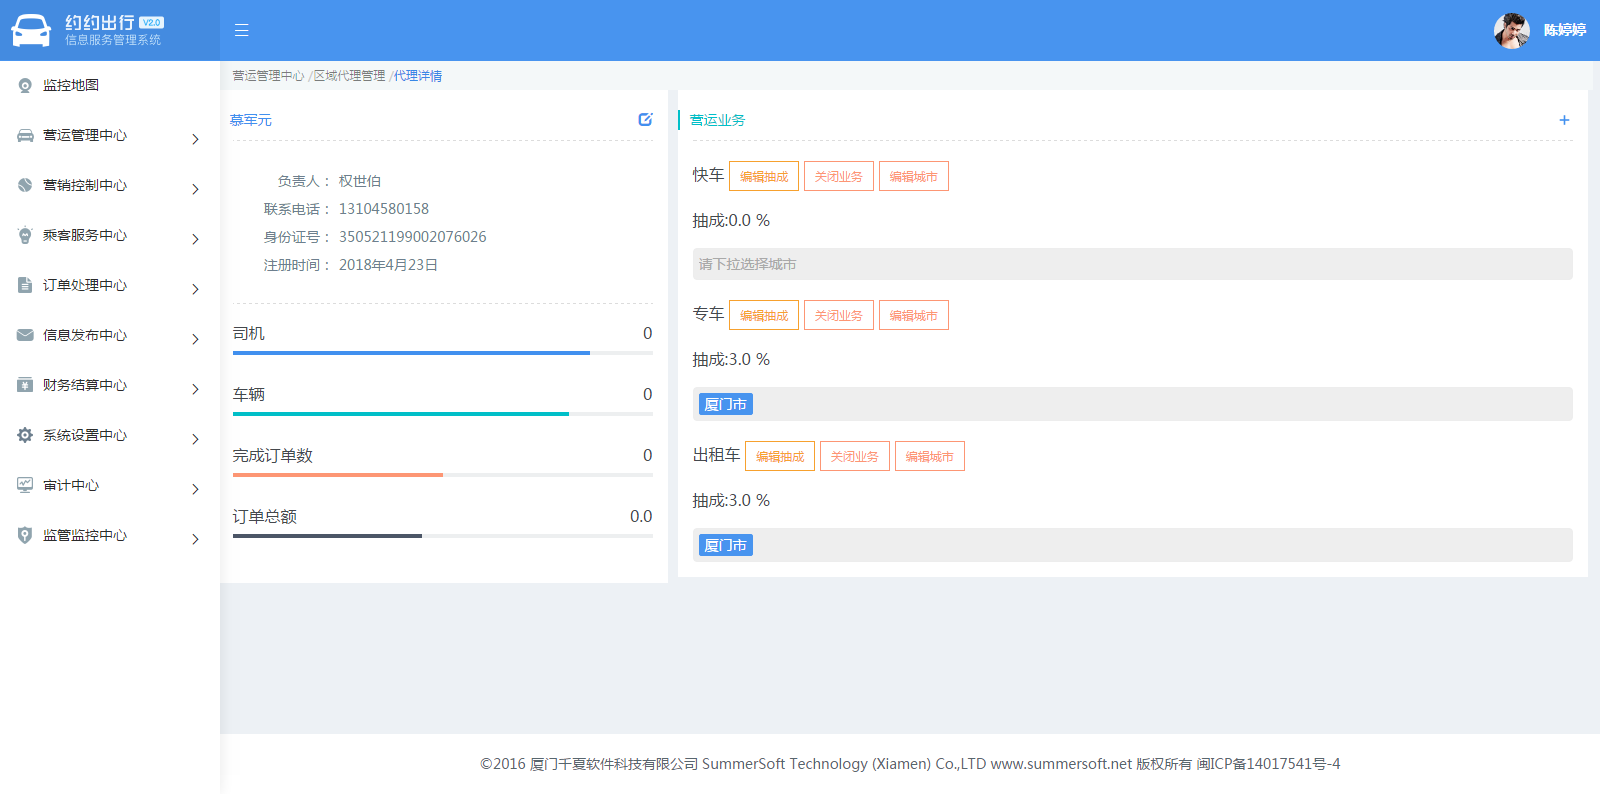 约约出行 V2.0
信息服务管理系统
陈婷婷
监控地图
营运管理中心
营销控制中心
乘客服务中心
订单处理中心
信息发布中心
财务结算中心
系统设置中心
审计中心
监管监控中心
营运管理中心 /区域代理管理 /代理详情
慕军元
负责人： 权世伯
联系电话： 13104580158
身份证号： 350521199002076026
注册时间： 2018年4月23日
司机 0
车辆 0
完成订单数 0
订单总额 0.0
营运业务 +
快车 编辑抽成 关闭业务 编辑城市
抽成:0.0 %
请下拉选择城市
专车 编辑抽成 关闭业务 编辑城市
抽成:3.0 %
厦门市
出租车 编辑抽成 关闭业务 编辑城市
抽成:3.0 %
厦门市
©2016 厦门千夏软件科技有限公司 SummerSoft Technology (Xiamen) Co.,LTD www.summersoft.net 版权所有 闽ICP备14017541号-4